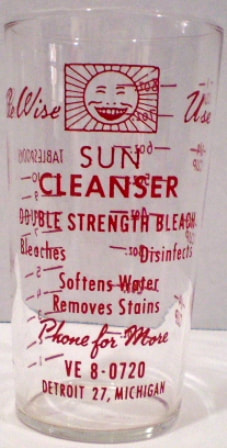 Be Wise Use
SUN
CLEANSER
DOUBLE STRENGTH BLEACH
Bleaches Disinfects
Softens Water
Removes Stains
Phone for More
VE 8-0720
DETROIT 27, MICHIGAN
TABLESPOONS